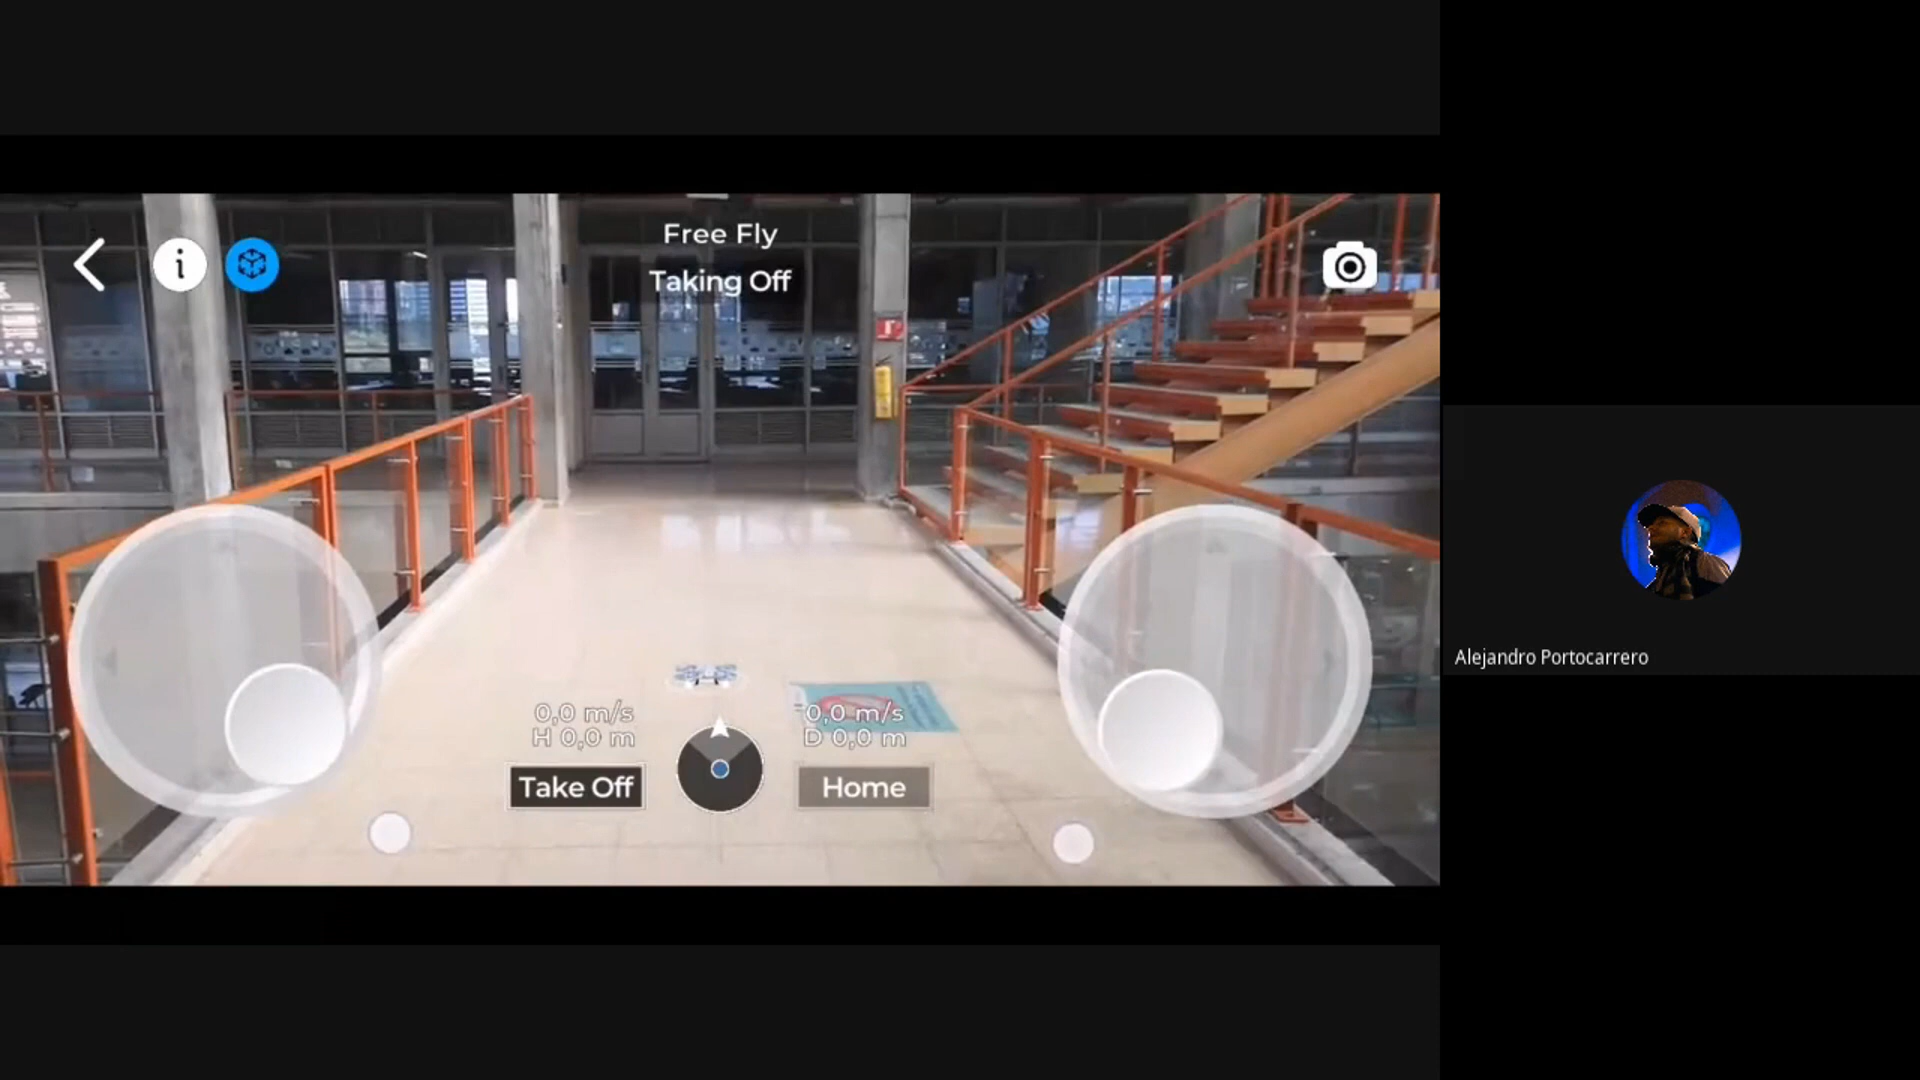 i
Free Fly
Taking Off
0,0 m/s
H 0,0 m
0,0 m/s
D 0,0 m
Take Off
Home
Alejandro Portocarrero